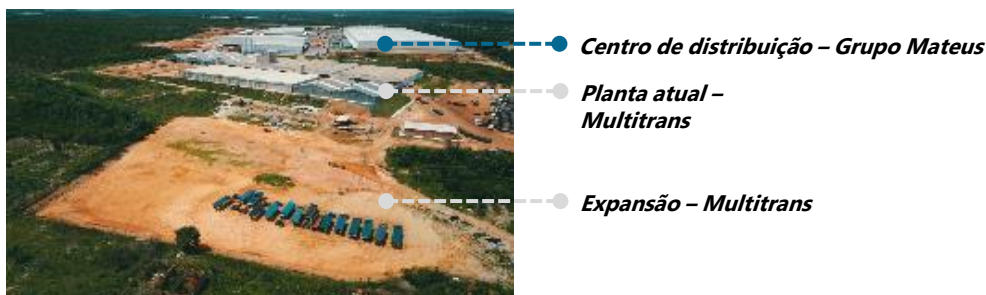 Centro de distribuição – Grupo Mateus
Planta atual –
Multitrans
Expansão – Multitrans